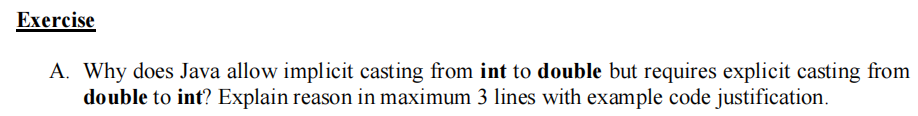 Exercise
A. Why does Java allow implicit casting from int to double but requires explicit casting from
double to int? Explain reason in maximum 3 lines with example code justification.